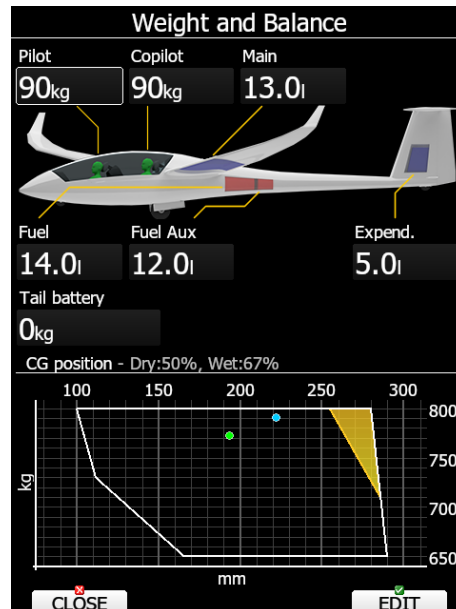 Weight and Balance
Pilot Copilot Main
90kg 90kg 13.0l
Fuel Fuel Aux Expend.
14.0l 12.0l 5.0l
Tail battery
0kg
CG position - Dry:50%, Wet:67%
100 150 200 250 300
800
750
kg
700
650
mm
CLOSE EDIT